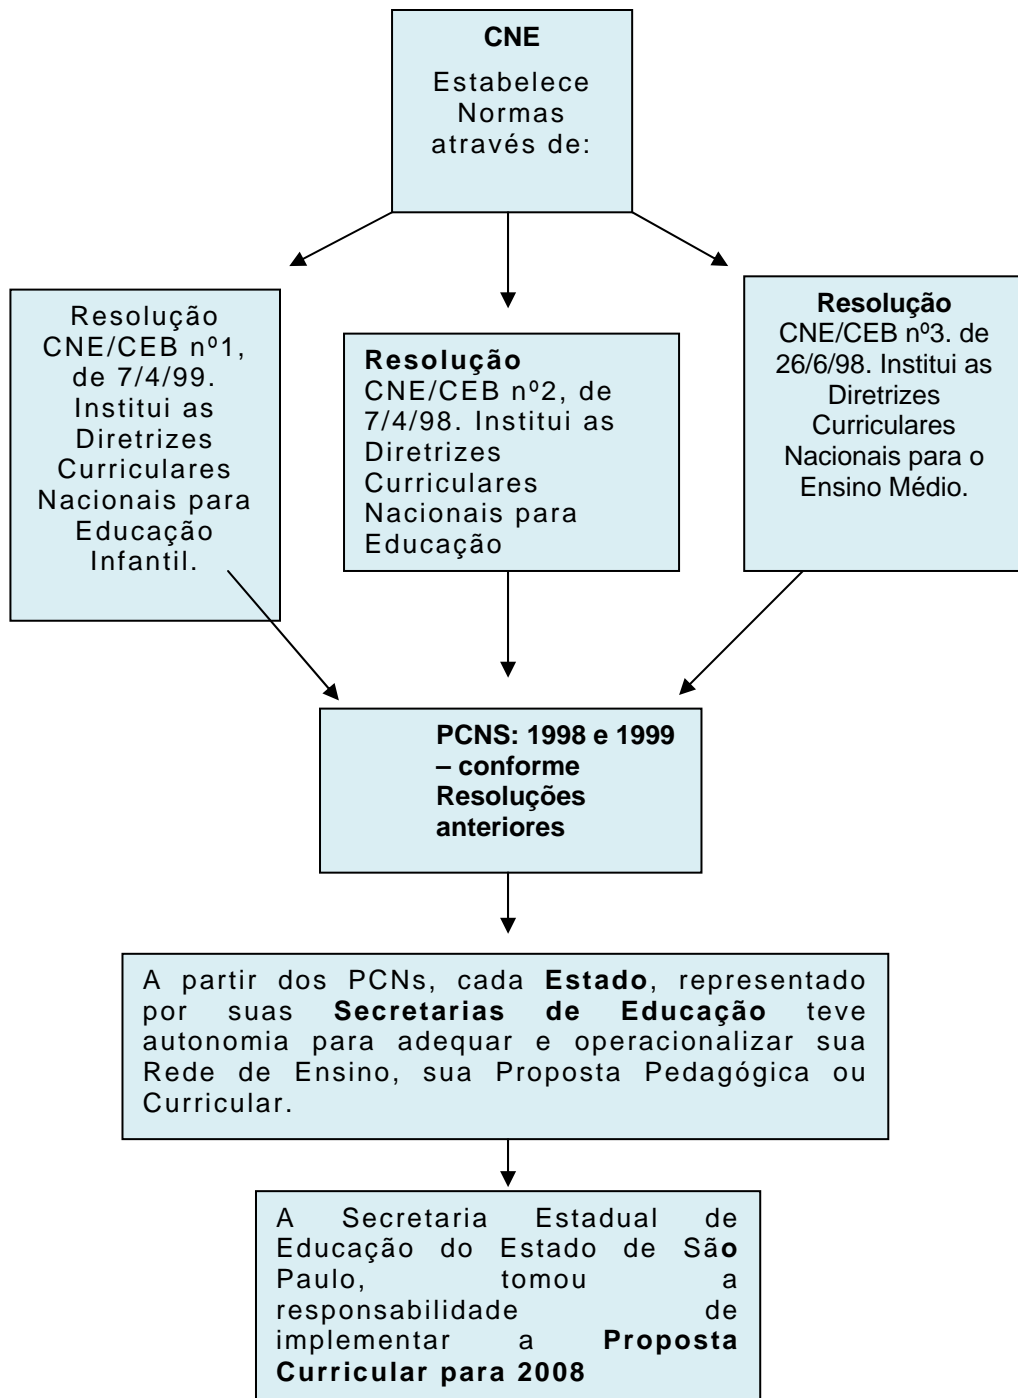 CNE
Estabelece
Normas
através de:
Resolução
CNE/CEB nº1,
de 7/4/99.
Institui as
Diretrizes
Curriculares
Nacionais para
Educação
Infantil.
Resolução
CNE/CEB nº2, de
7/4/98. Institui as
Diretrizes
Curriculares
Nacionais para
Educação
Resolução
CNE/CEB nº3. de
26/6/98. Institui as
Diretrizes
Curriculares
Nacionais para o
Ensino Médio.
PCNS: 1998 e 1999
– conforme
Resoluções
anteriores
A partir dos PCNs, cada Estado, representado
por suas Secretarias de Educação teve
autonomia para adequar e operacionalizar sua
Rede de Ensino, sua Proposta Pedagógica ou
Curricular.
A Secretaria Estadual de
Educação do Estado de São
Paulo, tomou a
responsabilidade de
implementar a Proposta
Curricular para 2008